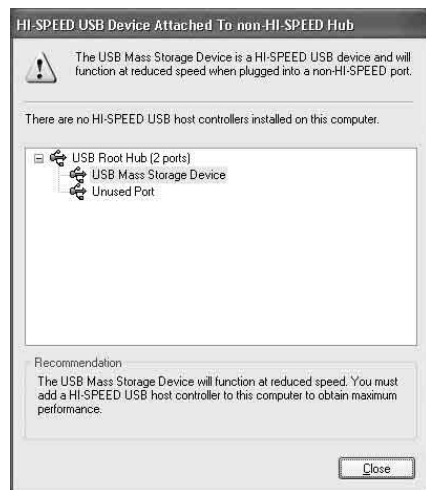 HI-SPEED USB Device Attached To non-HI-SPEED Hub
The USB Mass Storage Device is a HI-SPEED USB device and will
function at reduced speed when plugged into a non-HI-SPEED port.
There are no HI-SPEED USB host controllers installed on this computer.
USB Root Hub (2 ports)
USB Mass Storage Device
Unused Port
Recommendation
The USB Mass Storage Device will function at reduced speed. You must
add a HI-SPEED USB host controller to this computer to obtain maximum
performance.
Close